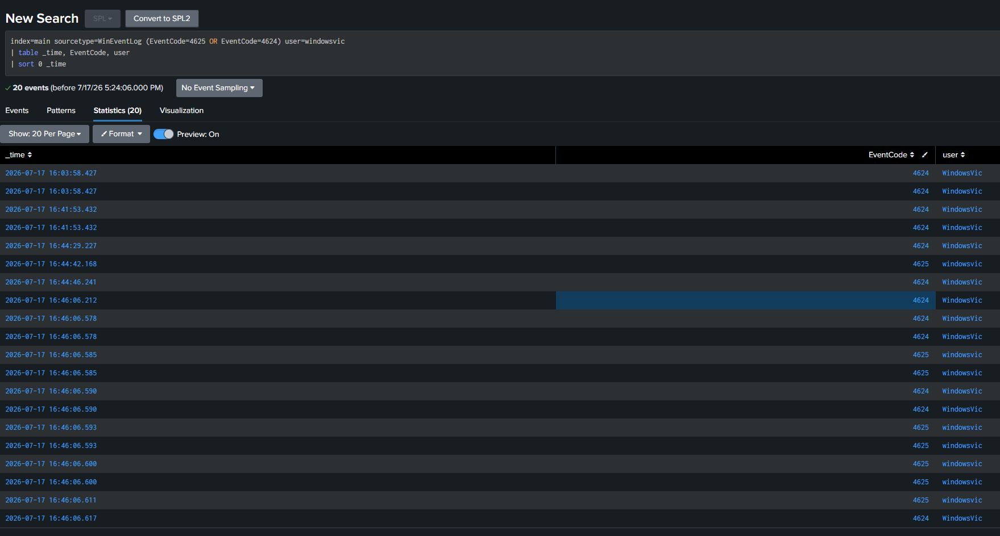 New Search SPL Convert to SPL2
index=main sourcetype=WinEventLog (EventCode=4625 OR EventCode=4624) user=windowsvic
| table _time, EventCode, user
| sort 0 _time
20 events (before 7/17/26 5:24:06.000 PM) No Event Sampling
Events Patterns Statistics (20) Visualization
Show: 20 Per Page Format Preview: On
_time EventCode user
2026-07-17 16:03:58.427 4624 WindowsVic
2026-07-17 16:03:58.427 4624 WindowsVic
2026-07-17 16:41:53.432 4624 WindowsVic
2026-07-17 16:41:53.432 4624 WindowsVic
2026-07-17 16:44:29.227 4624 WindowsVic
2026-07-17 16:44:42.168 4625 windowsvic
2026-07-17 16:44:46.241 4624 WindowsVic
2026-07-17 16:46:06.212 4624 WindowsVic
2026-07-17 16:46:06.578 4624 WindowsVic
2026-07-17 16:46:06.578 4624 WindowsVic
2026-07-17 16:46:06.585 4625 windowsvic
2026-07-17 16:46:06.585 4625 windowsvic
2026-07-17 16:46:06.590 4624 WindowsVic
2026-07-17 16:46:06.590 4624 WindowsVic
2026-07-17 16:46:06.593 4625 windowsvic
2026-07-17 16:46:06.593 4625 windowsvic
2026-07-17 16:46:06.600 4625 windowsvic
2026-07-17 16:46:06.600 4625 windowsvic
2026-07-17 16:46:06.611 4625 windowsvic
2026-07-17 16:46:06.617 4624 WindowsVic